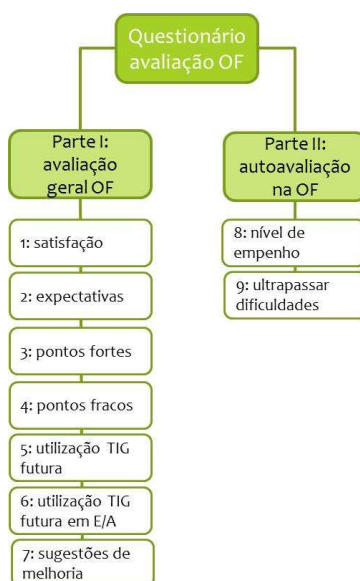 Questionário
avaliação OF
Parte I:
avaliação
geral OF
1: satisfação
2: expectativas
3: pontos fortes
4: pontos fracos
5: utilização TIG
futura
6: utilização TIG
futura em E/A
7: sugestões de
melhoria
Parte II:
autoavaliação
na OF
8: nível de
empenho
9: ultrapassar
dificuldades